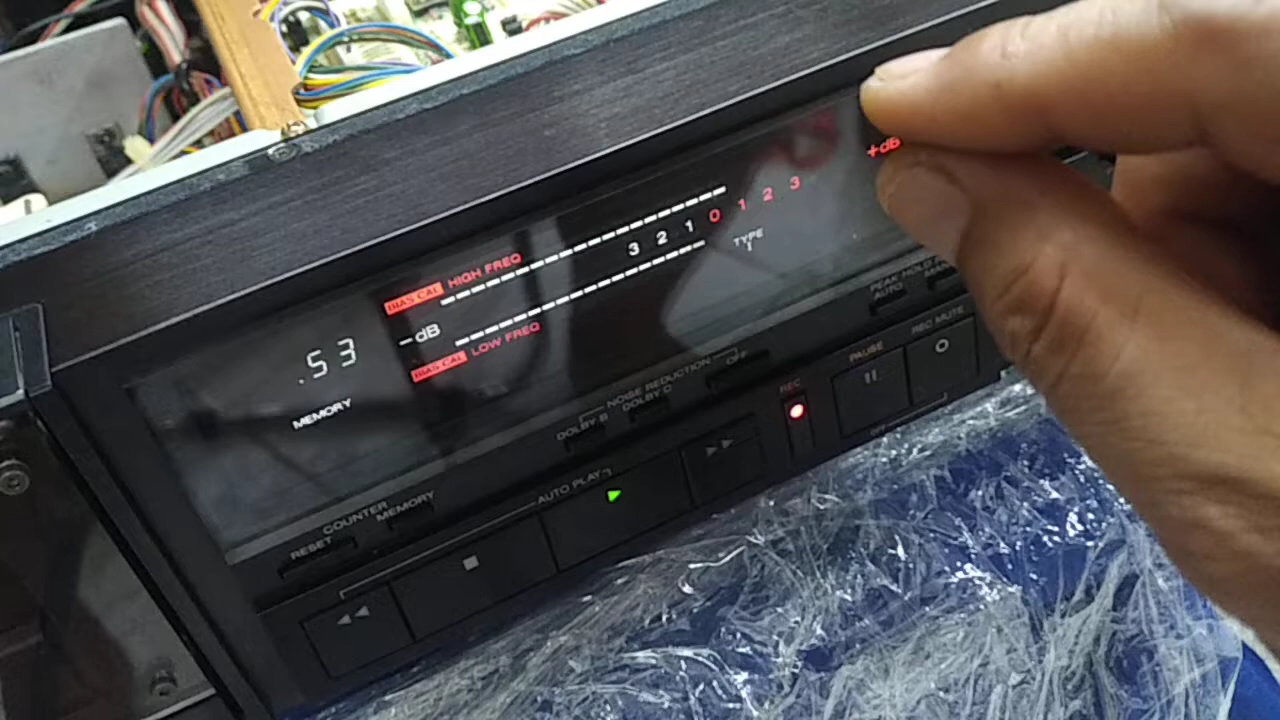 +dB
3 2 1 0 1 2 3
TYPE
I
BIAS CAL HIGH FREQ
-dB
BIAS CAL LOW FREQ
.53
MEMORY
PEAK HOLD
AUTO
REC MUTE
PAUSE
REC
NOISE REDUCTION
DOLBY B DOLBY C OFF
AUTO PLAY
COUNTER
RESET MEMORY